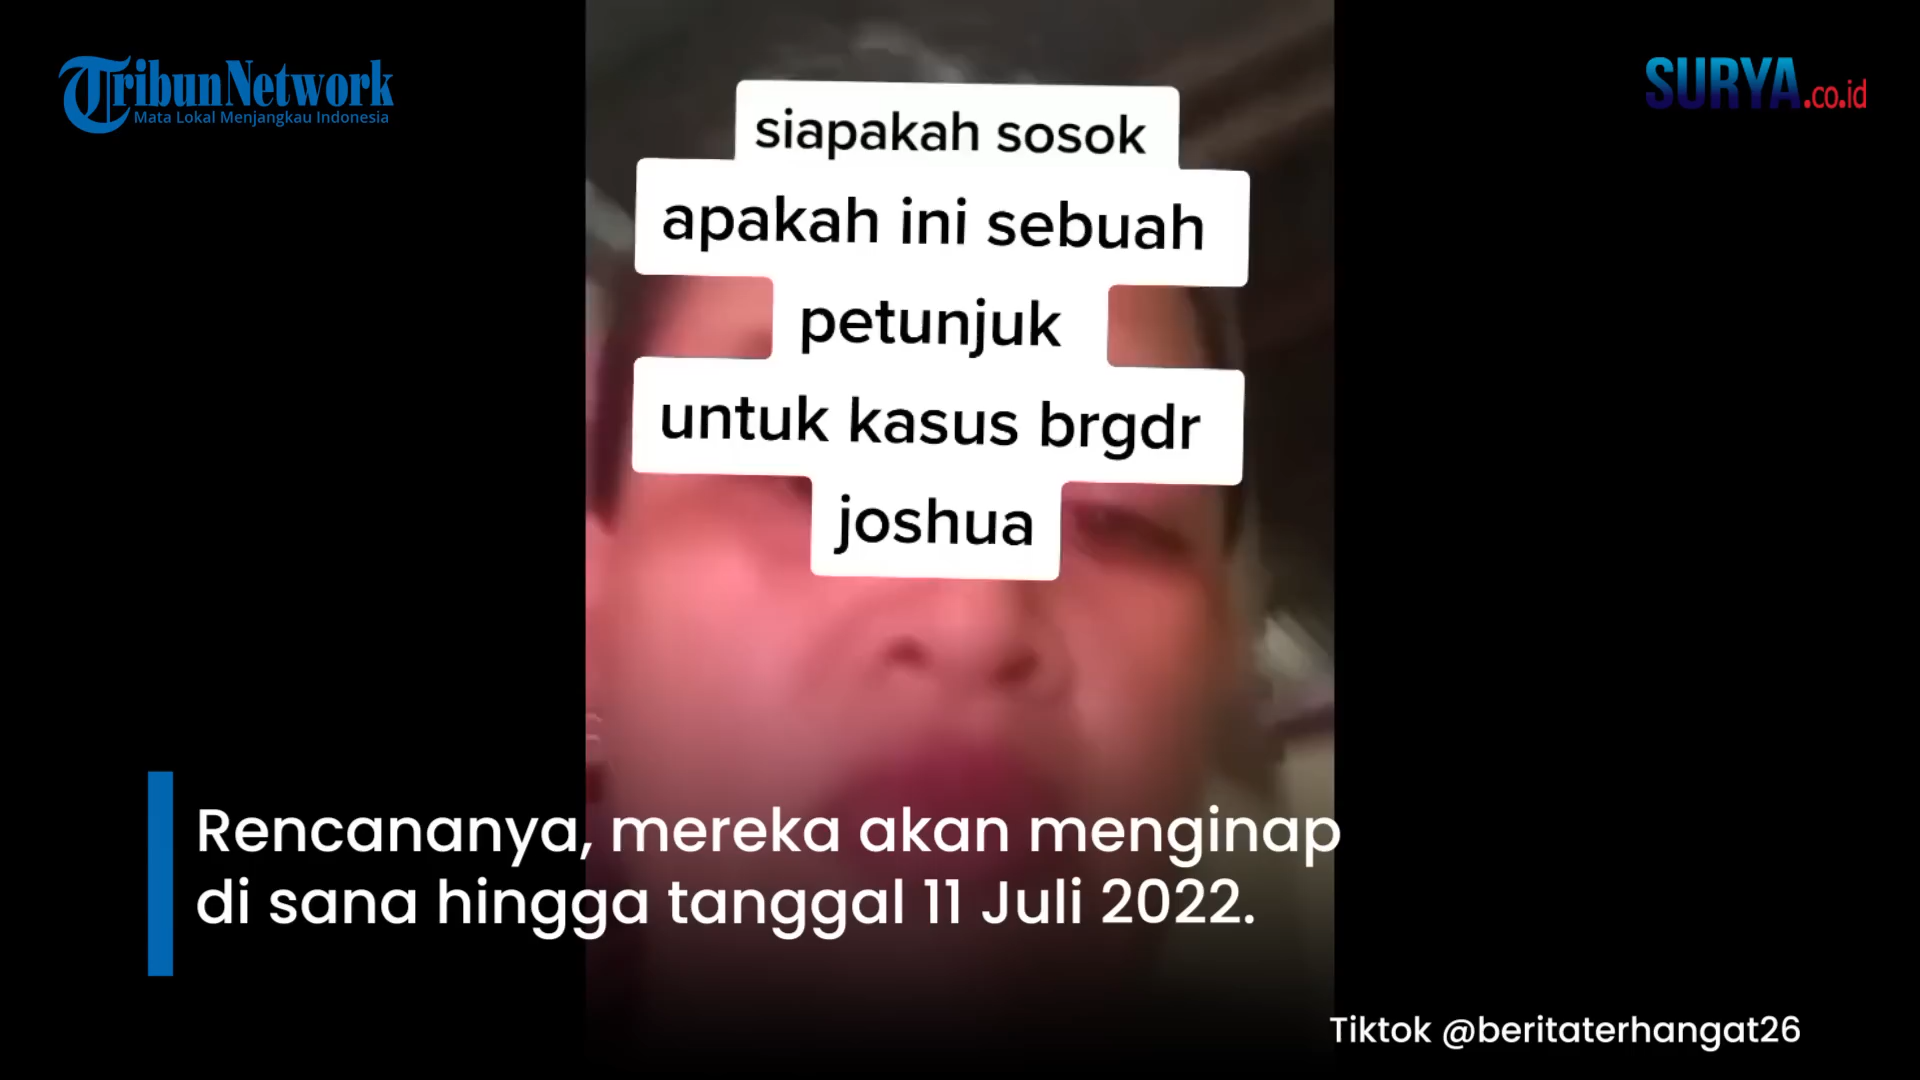 TribunNetwork
Mata Lokal Menjangkau Indonesia
SURYA.co.id
siapakah sosok
apakah ini sebuah
petunjuk
untuk kasus brgdr
joshua
Rencananya, mereka akan menginap
di sana hingga tanggal 11 Juli 2022.
Tiktok @beritaterhangat26